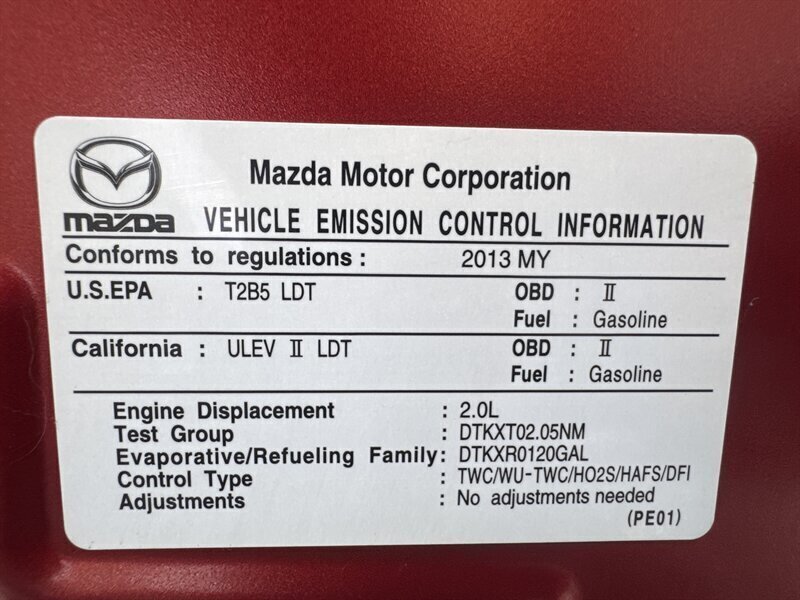 Mazda Motor Corporation
mazda VEHICLE EMISSION CONTROL INFORMATION
Conforms to regulations : 2013 MY
U.S.EPA : T2B5 LDT OBD : II
Fuel : Gasoline
California : ULEV II LDT OBD : II
Fuel : Gasoline
Engine Displacement : 2.0L
Test Group : DTKXT02.05NM
Evaporative/Refueling Family: DTKXR0120GAL
Control Type : TWC/WU-TWC/HO2S/HAFS/DFI
Adjustments : No adjustments needed
(PE01)